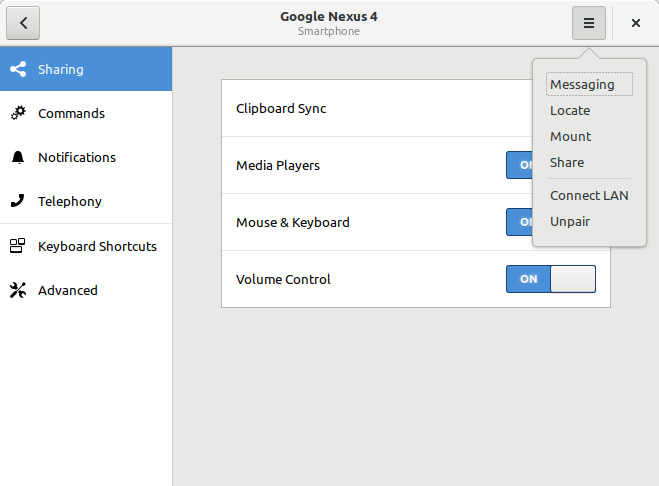 Google Nexus 4
Smartphone
Sharing
Commands
Notifications
Telephony
Keyboard Shortcuts
Advanced
Clipboard Sync
Media Players
ON
Mouse & Keyboard
ON
Volume Control
ON
Messaging
Locate
Mount
Share
Connect LAN
Unpair